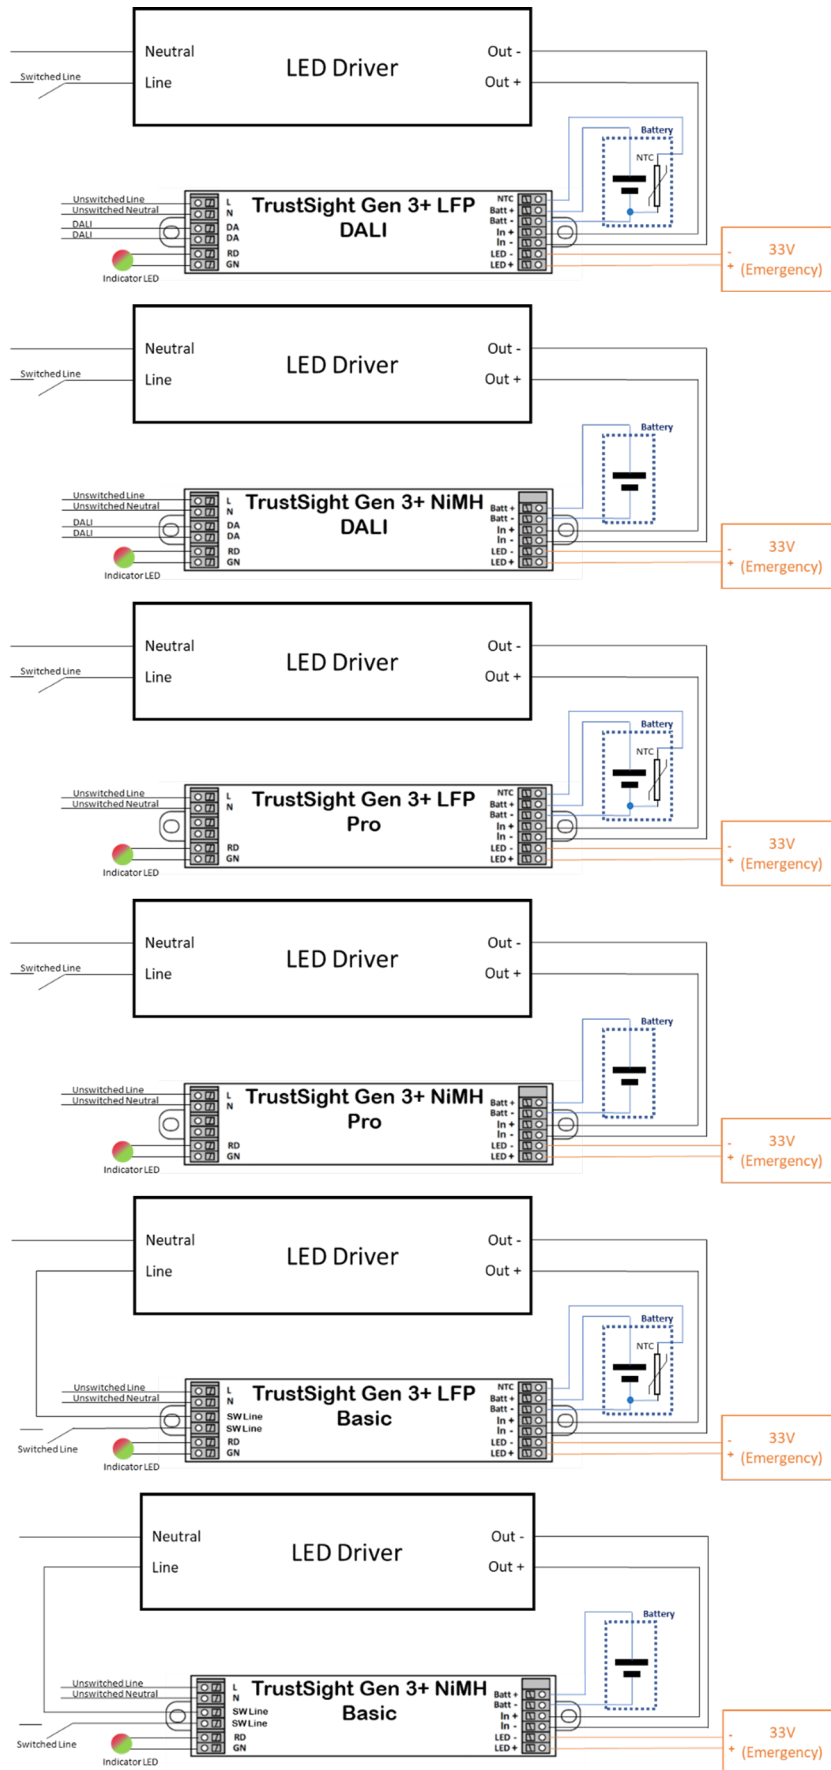 Neutral
Out -
LED Driver
Switched Line
Line
Out +
Battery
NTC
Unswitched Line
L
TrustSight Gen 3+ LFP
NTC
Unswitched Neutral
N
Batt +
DALI
DA
DALI
Batt -
DALI
DA
In +
In -
RD
LED -
GN
LED +
Indicator LED
- 33V
+ (Emergency)
Neutral
Out -
LED Driver
Switched Line
Line
Out +
Battery
Unswitched Line
L
TrustSight Gen 3+ NiMH
Unswitched Neutral
N
Batt +
DALI
DA
DALI
Batt -
DALI
DA
In +
In -
RD
LED -
GN
LED +
Indicator LED
- 33V
+ (Emergency)
Neutral
Out -
LED Driver
Switched Line
Line
Out +
Battery
NTC
Unswitched Line
L
TrustSight Gen 3+ LFP
NTC
Unswitched Neutral
N
Batt +
Pro
Batt -
In +
In -
RD
LED -
GN
LED +
Indicator LED
- 33V
+ (Emergency)
Neutral
Out -
LED Driver
Switched Line
Line
Out +
Battery
Unswitched Line
L
TrustSight Gen 3+ NiMH
Unswitched Neutral
N
Batt +
Pro
Batt -
In +
In -
RD
LED -
GN
LED +
Indicator LED
- 33V
+ (Emergency)
Neutral
Out -
LED Driver
Line
Out +
Battery
NTC
Unswitched Line
L
TrustSight Gen 3+ LFP
NTC
Unswitched Neutral
N
Batt +
SW Line
Basic
Batt -
SW Line
In +
In -
Switched Line
RD
LED -
GN
LED +
Indicator LED
- 33V
+ (Emergency)
Neutral
Out -
LED Driver
Line
Out +
Battery
Unswitched Line
L
TrustSight Gen 3+ NiMH
Unswitched Neutral
N
Batt +
SW Line
Basic
Batt -
SW Line
In +
In -
Switched Line
RD
LED -
GN
LED +
Indicator LED
- 33V
+ (Emergency)